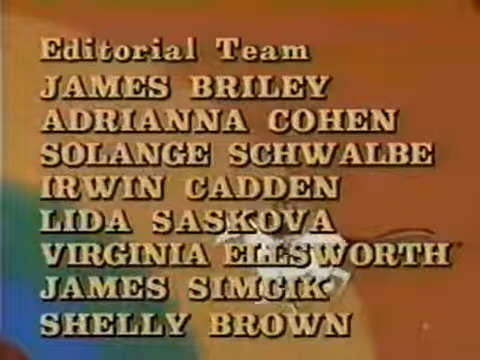 Editorial Team
JAMES BRILEY
ADRIANNA COHEN
SOLANGE SCHWALBE
IRWIN CADDEN
LIDA SASKOVA
VIRGINIA ELLSWORTH
JAMES SIMCIK
SHELLY BROWN